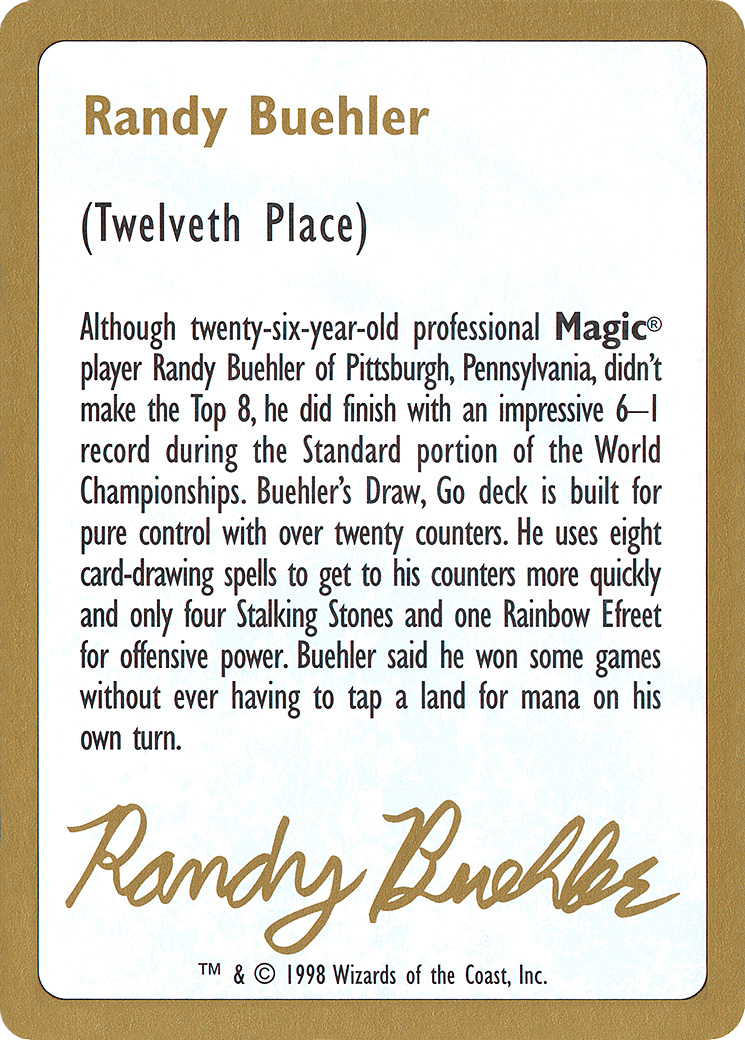 Randy Buehler
(Twelveth Place)
Although twenty-six-year-old professional Magic®
player Randy Buehler of Pittsburgh, Pennsylvania, didn't
make the Top 8, he did finish with an impressive 6–1
record during the Standard portion of the World
Championships. Buehler's Draw, Go deck is built for
pure control with over twenty counters. He uses eight
card-drawing spells to get to his counters more quickly
and only four Stalking Stones and one Rainbow Efreet
for offensive power. Buehler said he won some games
without ever having to tap a land for mana on his
own turn.
Randy Buehler
™ & © 1998 Wizards of the Coast, Inc.